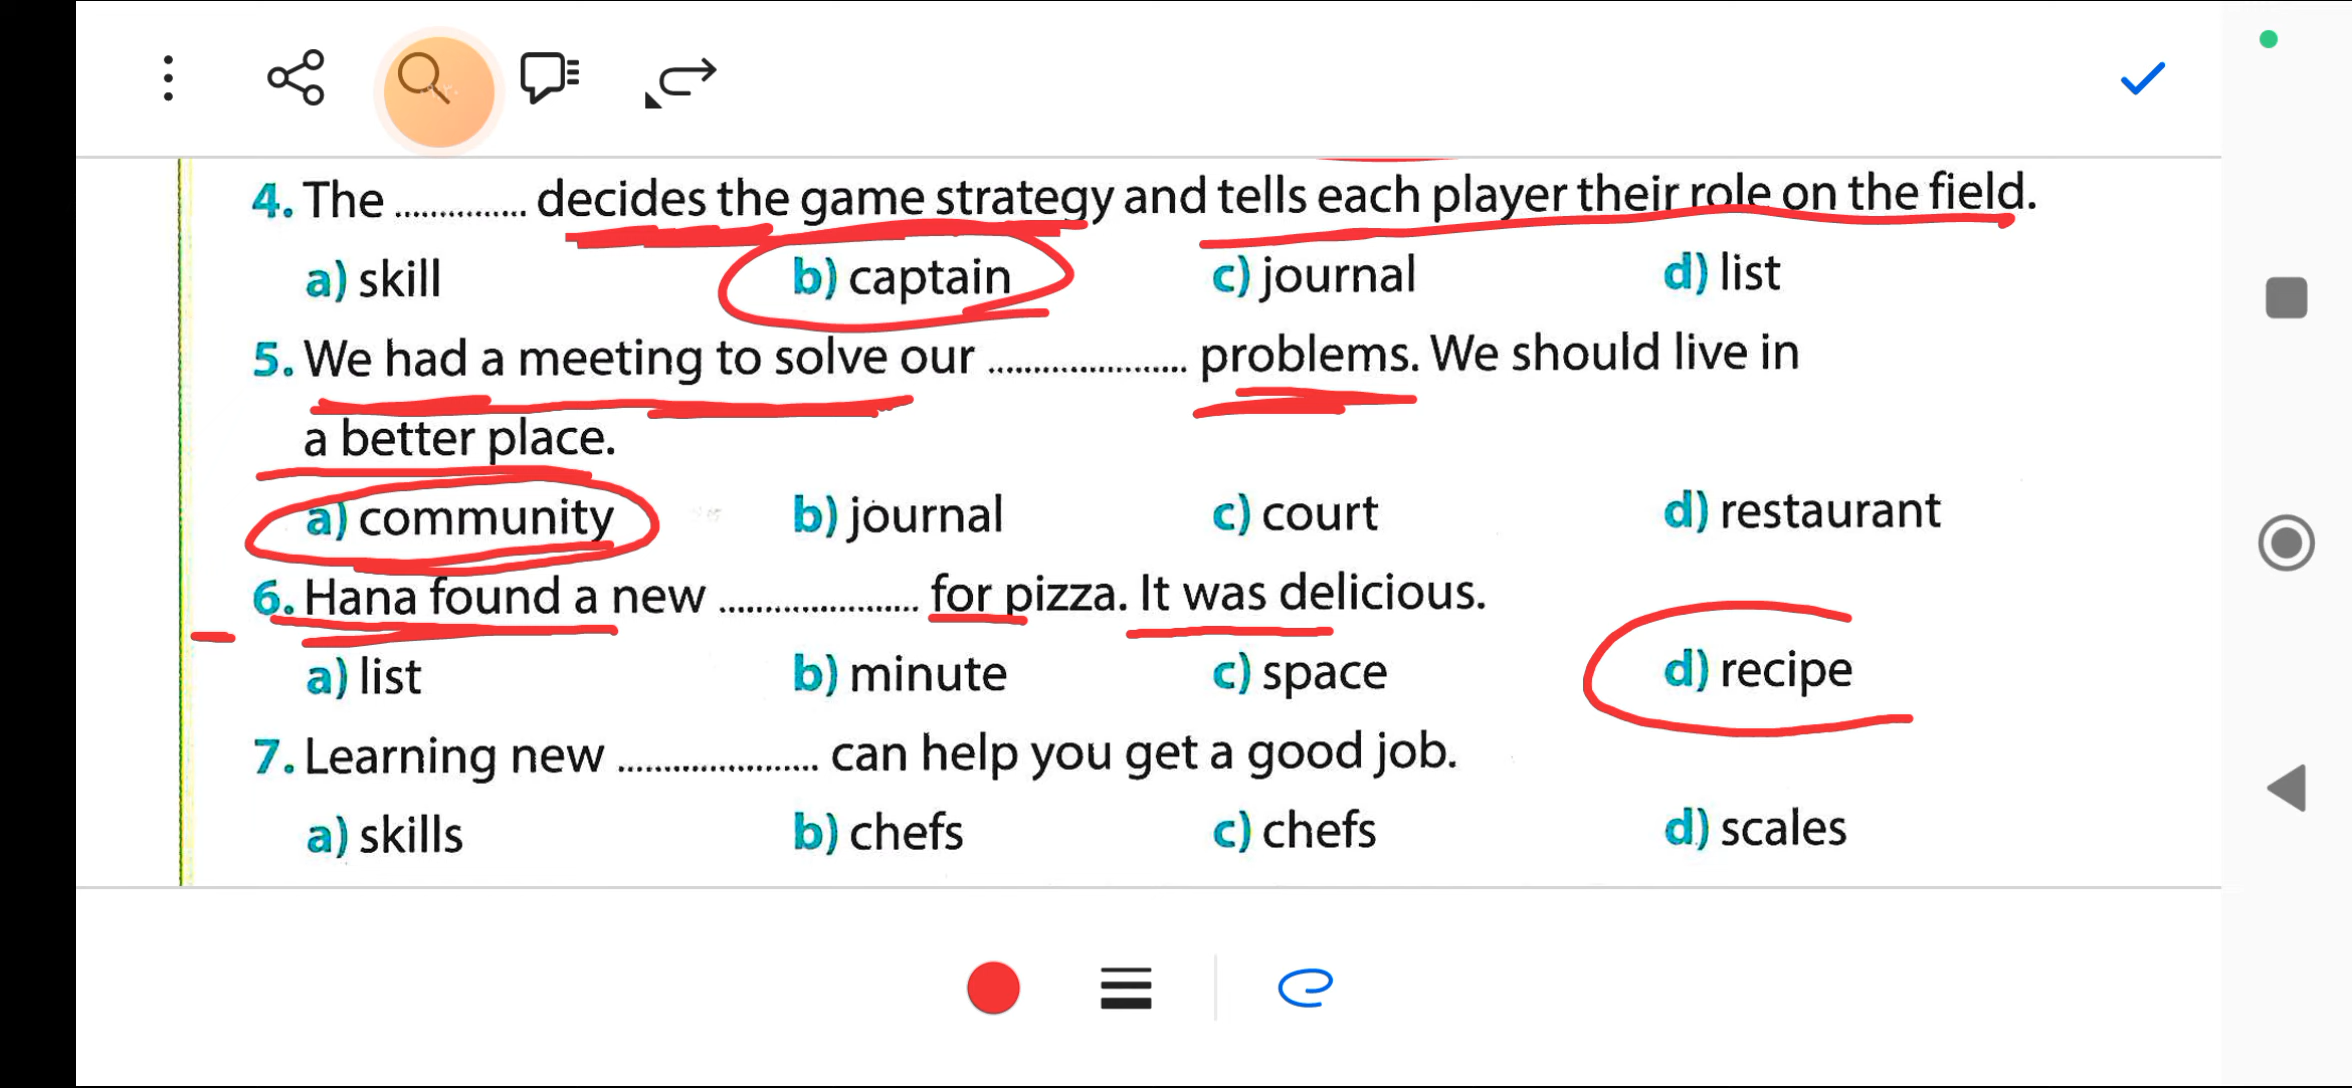 4. The ............... decides the game strategy and tells each player their role on the field.
a) skill b) captain c) journal d) list
5. We had a meeting to solve our ...................... problems. We should live in
a better place.
a) community b) journal c) court d) restaurant
6. Hana found a new ...................... for pizza. It was delicious.
a) list b) minute c) space d) recipe
7. Learning new ...................... can help you get a good job.
a) skills b) chefs c) chefs d) scales